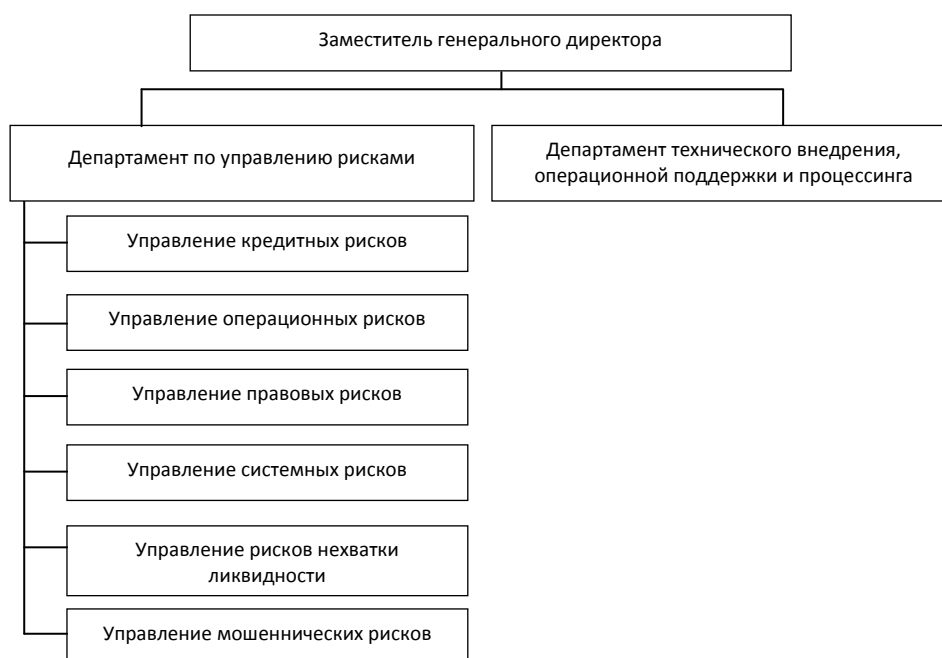 Заместитель генерального директора
Департамент по управлению рисками
Департамент технического внедрения,
операционной поддержки и процессинга
Управление кредитных рисков
Управление операционных рисков
Управление правовых рисков
Управление системных рисков
Управление рисков нехватки
ликвидности
Управление мошеннических рисков